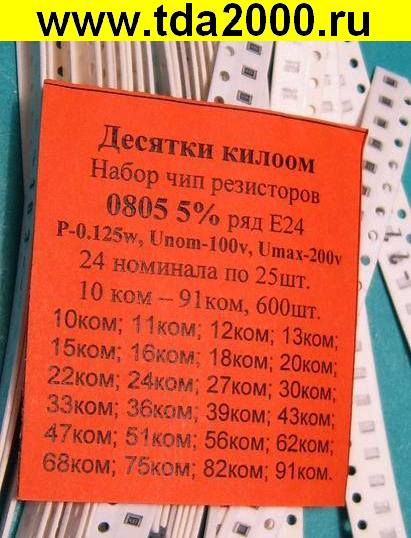 www.tda2000.ru
Десятки килоом
Набор чип резисторов
0805 5% ряд E24
P-0.125w, Unom-100v, Umax-200v
24 номинала по 25шт.
10 ком – 91ком, 600шт.
10ком; 11ком; 12ком; 13ком;
15ком; 16ком; 18ком; 20ком;
22ком; 24ком; 27ком; 30ком;
33ком; 36ком; 39ком; 43ком;
47ком; 51ком; 56ком; 62ком;
68ком; 75ком; 82ком; 91ком.